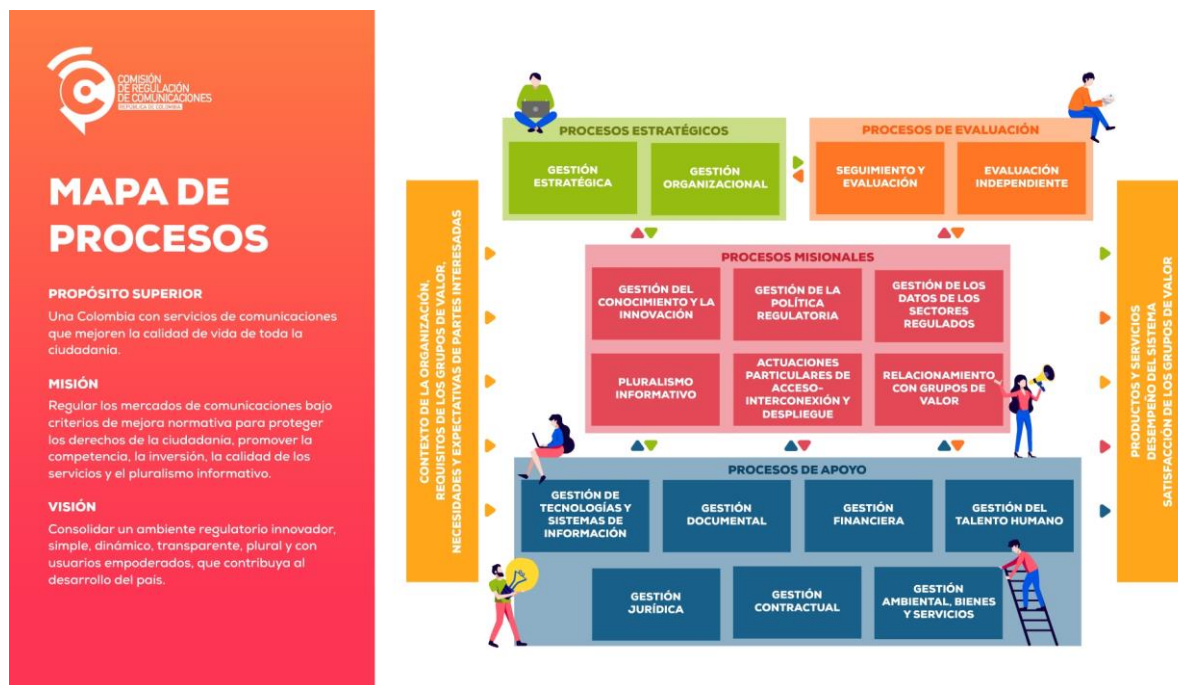 COMISIÓN
DE REGULACIÓN
DE COMUNICACIONES
REPÚBLICA DE COLOMBIA
MAPA DE
PROCESOS
PROPÓSITO SUPERIOR
Una Colombia con servicios de comunicaciones
que mejoren la calidad de vida de toda la
ciudadanía.
MISIÓN
Regular los mercados de comunicaciones bajo
criterios de mejora normativa para proteger
los derechos de la ciudadanía, promover la
competencia, la inversión, la calidad de los
servicios y el pluralismo informativo.
VISIÓN
Consolidar un ambiente regulatorio innovador,
simple, dinámico, transparente, plural y con
usuarios empoderados, que contribuya al
desarrollo del país.
CONTEXTO DE LA ORGANIZACIÓN,
REQUISITOS DE LOS GRUPOS DE VALOR,
NECESIDADES Y EXPECTATIVAS DE PARTES INTERESADAS
PROCESOS ESTRATÉGICOS
GESTIÓN
ESTRATÉGICA
GESTIÓN
ORGANIZACIONAL
PROCESOS DE EVALUACIÓN
SEGUIMIENTO Y
EVALUACIÓN
EVALUACIÓN
INDEPENDIENTE
PROCESOS MISIONALES
GESTIÓN DEL
CONOCIMIENTO Y LA
INNOVACIÓN
GESTIÓN DE LA
POLÍTICA
REGULATORIA
GESTIÓN DE LOS
DATOS DE LOS
SECTORES
REGULADOS
PLURALISMO
INFORMATIVO
ACTUACIONES
PARTICULARES DE
ACCESO-
INTERCONEXIÓN Y
DESPLIEGUE
RELACIONAMIENTO
CON GRUPOS DE
VALOR
PROCESOS DE APOYO
GESTIÓN DE
TECNOLOGÍAS Y
SISTEMAS DE
INFORMACIÓN
GESTIÓN
DOCUMENTAL
GESTIÓN
FINANCIERA
GESTIÓN DEL
TALENTO HUMANO
GESTIÓN
JURÍDICA
GESTIÓN
CONTRACTUAL
GESTIÓN
AMBIENTAL, BIENES
Y SERVICIOS
PRODUCTOS Y SERVICIOS
DESEMPEÑO DEL SISTEMA
SATISFACCIÓN DE LOS GRUPOS DE VALOR